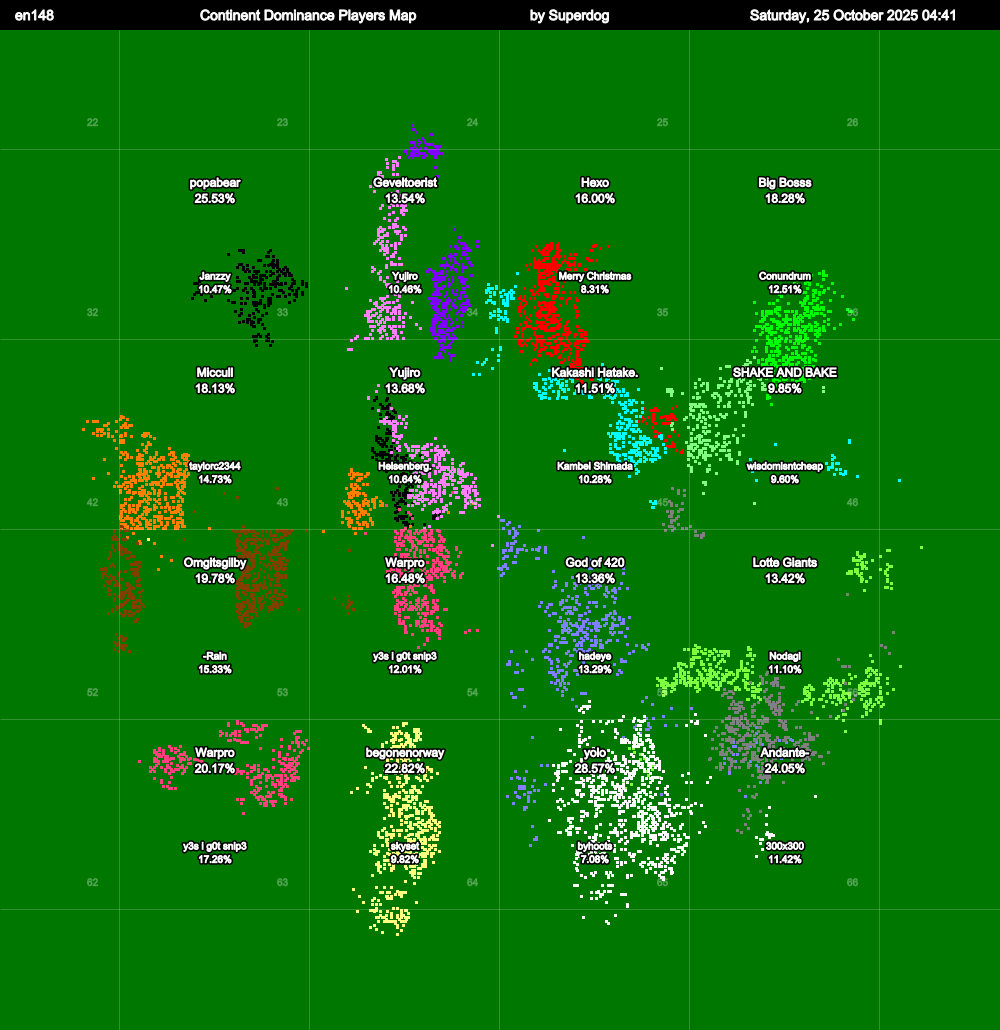 en148 Continent Dominance Players Map by Superdog Saturday, 25 October 2025 04:41
22 23 24 25 26
popabear Geveltoerist Hexo Big Bosss
25.53% 13.54% 16.00% 18.28%
Janzzy Yujiro Merry Christmas Conundrum
10.47% 10.46% 8.31% 12.51%
32 33 34 35 33
Miccull Yujiro Kakashi Hatake. SHAKE AND BAKE
18.13% 13.68% 11.51% 9.85%
taylorc2344 Heisenberg. Kambei Shimada wisdomisntcheap
14.73% 10.64% 10.28% 9.60%
42 43 45 46
Omgitsgilby Warpro God of 420 Lotte Giants
19.78% 16.48% 13.36% 13.42%
-Rain y3s i g0t snip3 hadeye Nodagi
15.33% 12.01% 13.29% 11.10%
52 53 54
Warpro begonenorway yolo Andante-
20.17% 22.82% 28.57% 24.05%
y3s i g0t snip3 skyset byhoots 300x300
17.26% 9.82% 7.08% 11.42%
62 63 64 65 66